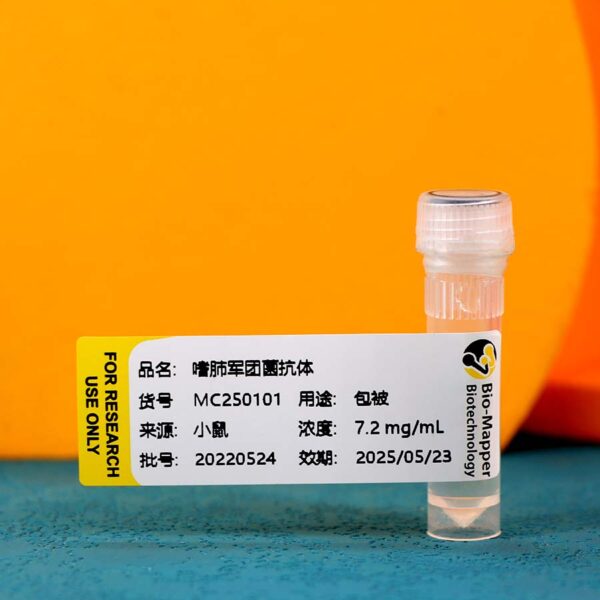 FOR RESEARCH
USE ONLY
品名: 嗜肺军团菌抗体
货号 MC250101 用途: 包被
来源: 小鼠 浓度: 7.2 mg/mL
批号: 20220524 效期: 2025/05/23
Bio-Mapper
Biotechnology